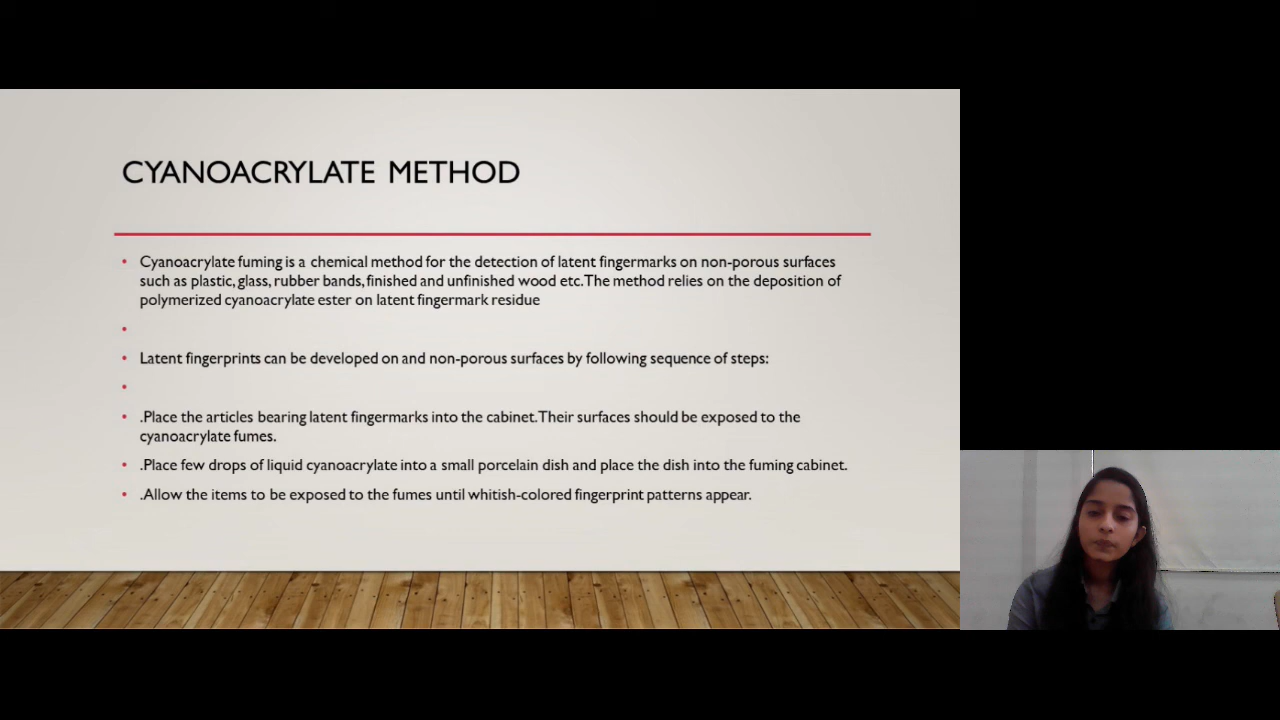 CYANOACRYLATE METHOD
• Cyanoacrylate fuming is a chemical method for the detection of latent fingermarks on non-porous surfaces
such as plastic, glass, rubber bands, finished and unfinished wood etc.The method relies on the deposition of
polymerized cyanoacrylate ester on latent fingermark residue
•
• Latent fingerprints can be developed on and non-porous surfaces by following sequence of steps:
•
• .Place the articles bearing latent fingermarks into the cabinet.Their surfaces should be exposed to the
cyanoacrylate fumes.
• .Place few drops of liquid cyanoacrylate into a small porcelain dish and place the dish into the fuming cabinet.
• .Allow the items to be exposed to the fumes until whitish-colored fingerprint patterns appear.